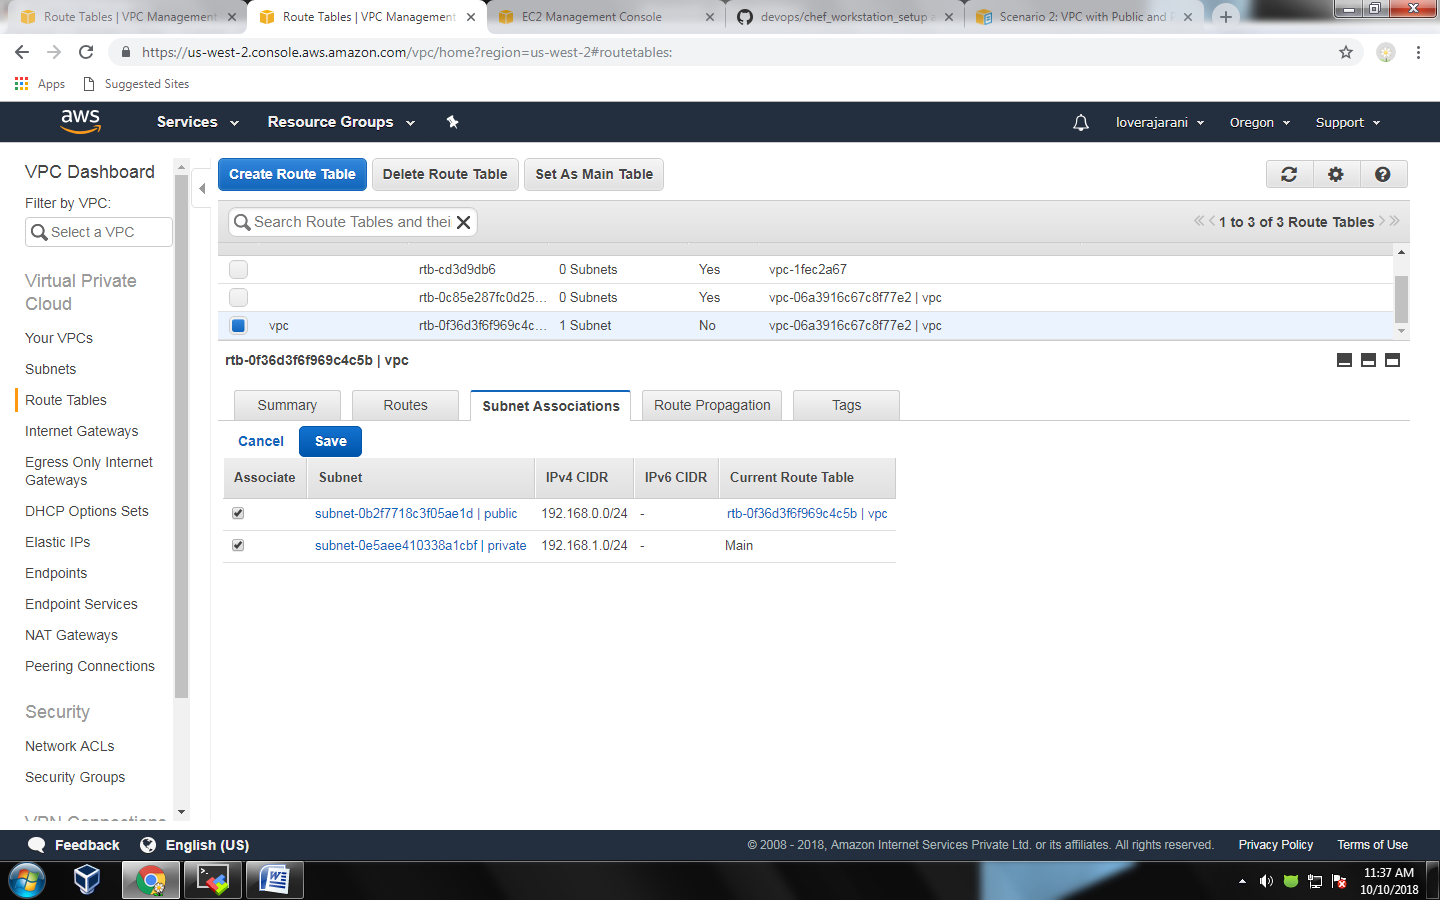 Route Tables | VPC Management
Route Tables | VPC Management
EC2 Management Console
devops/chef_workstation_setup
Scenario 2: VPC with Public and
https://us-west-2.console.aws.amazon.com/vpc/home?region=us-west-2#routetables:
Apps
Suggested Sites
aws
Services
Resource Groups
loverajarani
Oregon
Support
VPC Dashboard
Filter by VPC:
Select a VPC
Virtual Private
Cloud
Your VPCs
Subnets
Route Tables
Internet Gateways
Egress Only Internet
Gateways
DHCP Options Sets
Elastic IPs
Endpoints
Endpoint Services
NAT Gateways
Peering Connections
Security
Network ACLs
Security Groups
VPN Connections
Create Route Table
Delete Route Table
Set As Main Table
Search Route Tables and thei
1 to 3 of 3 Route Tables
rtb-cd3d9db6 0 Subnets Yes vpc-1fec2a67
rtb-0c85e287fc0d25... 0 Subnets Yes vpc-06a3916c67c8f77e2 | vpc
vpc rtb-0f36d3f6f969c4c... 1 Subnet No vpc-06a3916c67c8f77e2 | vpc
rtb-0f36d3f6f969c4c5b | vpc
Summary
Routes
Subnet Associations
Route Propagation
Tags
Cancel
Save
Associate Subnet IPv4 CIDR IPv6 CIDR Current Route Table
subnet-0b2f7718c3f05ae1d | public 192.168.0.0/24 - rtb-0f36d3f6f969c4c5b | vpc
subnet-0e5aee410338a1cbf | private 192.168.1.0/24 - Main
Feedback
English (US)
© 2008 - 2018, Amazon Internet Services Private Ltd. or its affiliates. All rights reserved.
Privacy Policy
Terms of Use
11:37 AM
10/10/2018